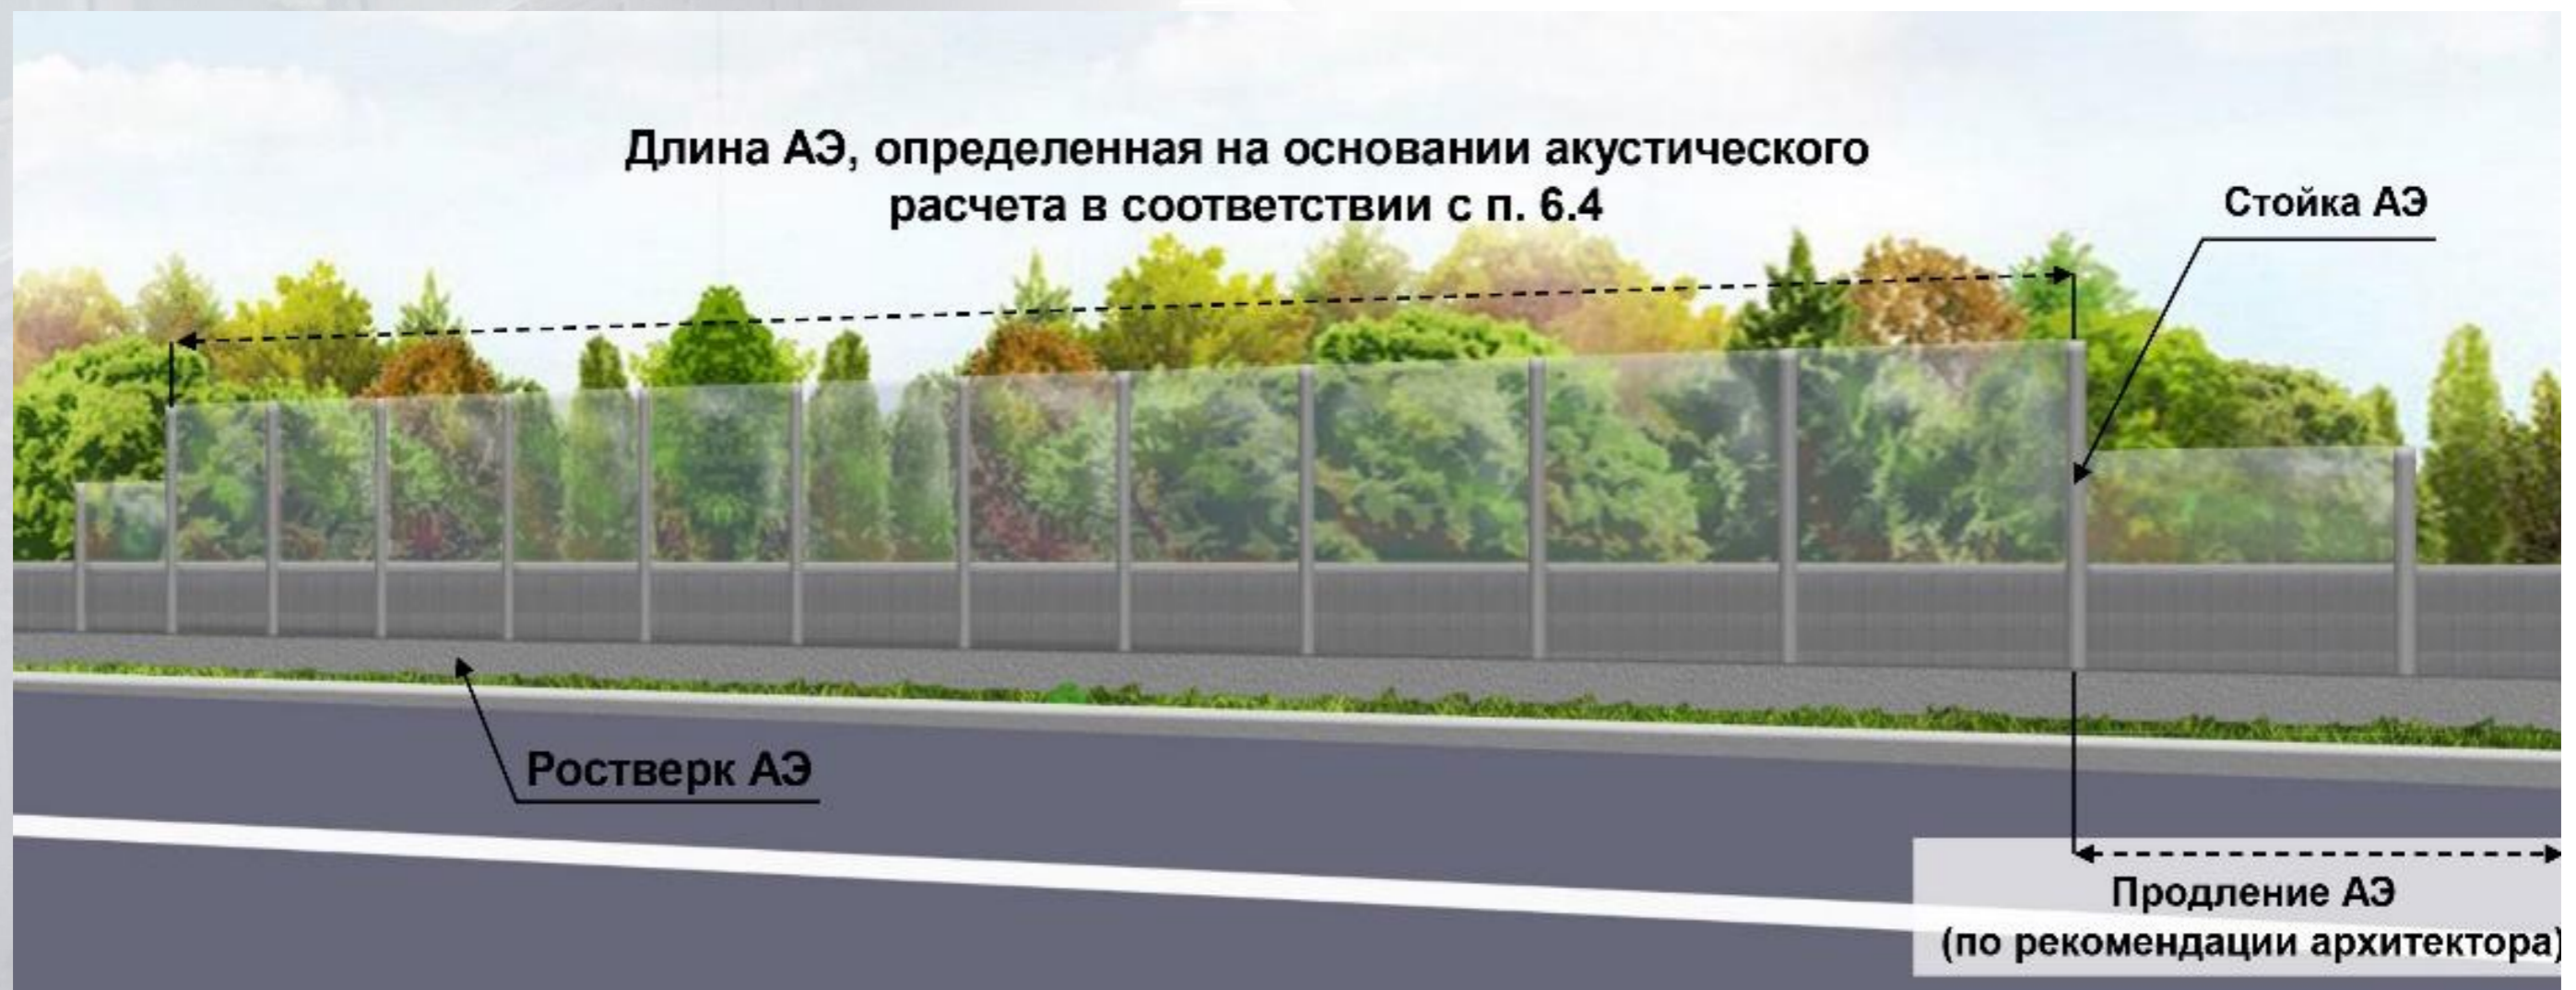 Длина АЭ, определенная на основании акустического
расчета в соответствии с п. 6.4
Стойка АЭ
Ростверк АЭ
Продление АЭ
(по рекомендации архитектора)